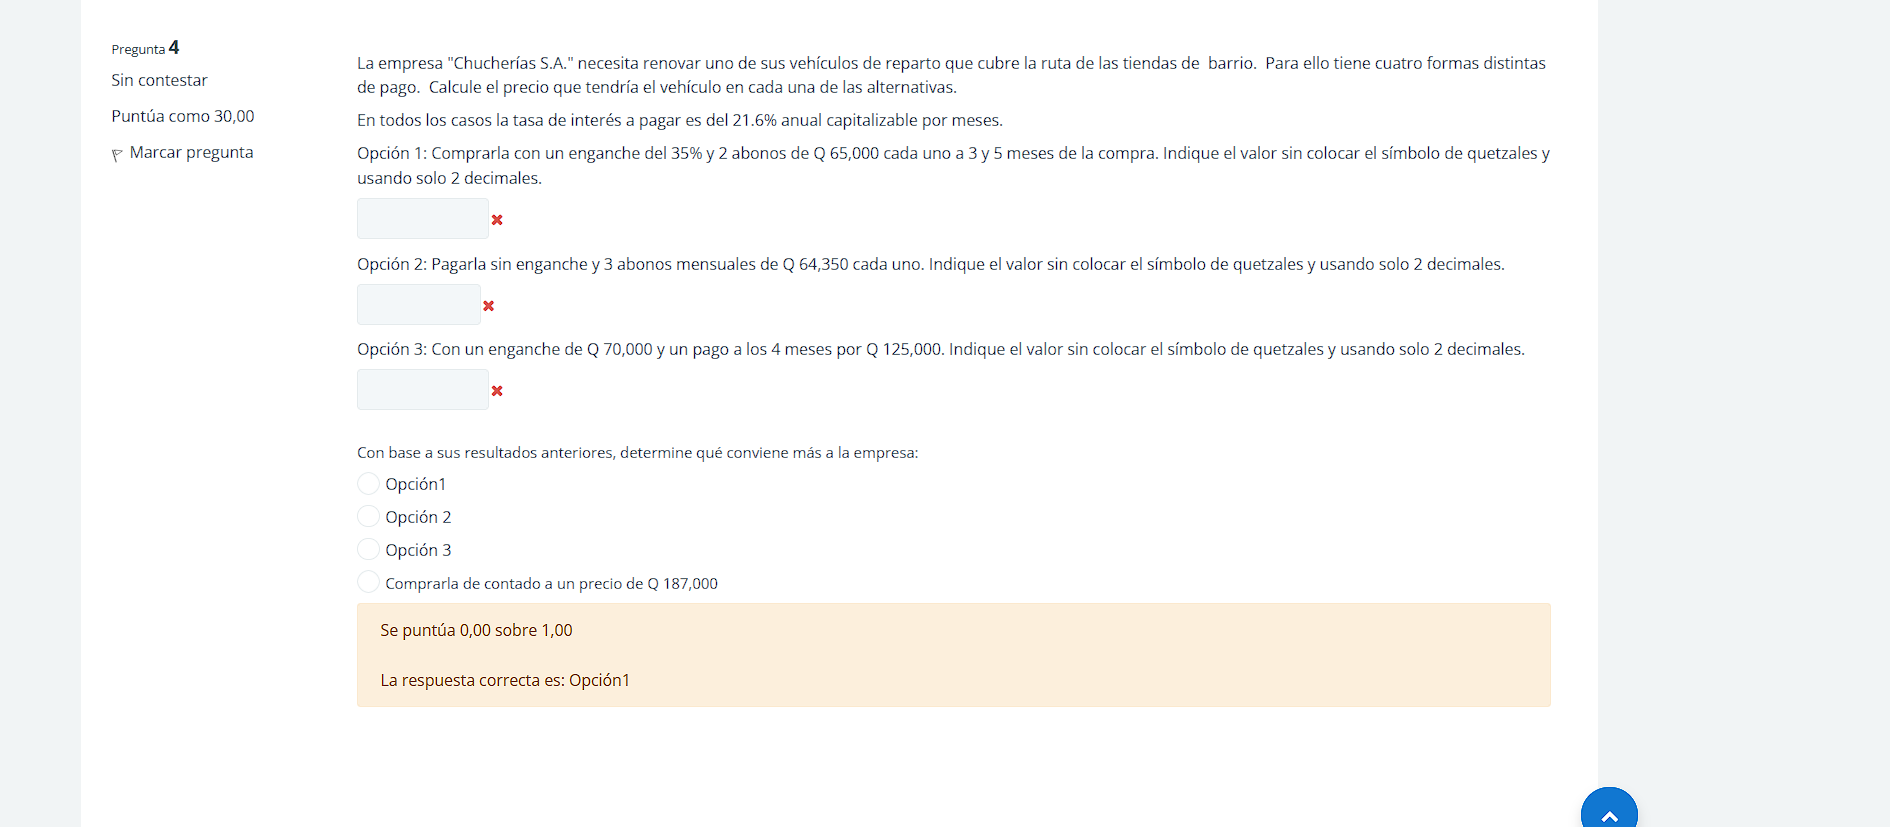 Pregunta 4
Sin contestar
Puntúa como 30,00
Marcar pregunta
La empresa "Chucherías S.A." necesita renovar uno de sus vehículos de reparto que cubre la ruta de las tiendas de  barrio.  Para ello tiene cuatro formas distintas
de pago.  Calcule el precio que tendría el vehículo en cada una de las alternativas.
En todos los casos la tasa de interés a pagar es del 21.6% anual capitalizable por meses.
Opción 1: Comprarla con un enganche del 35% y 2 abonos de Q 65,000 cada uno a 3 y 5 meses de la compra. Indique el valor sin colocar el símbolo de quetzales y
usando solo 2 decimales.
Opción 2: Pagarla sin enganche y 3 abonos mensuales de Q 64,350 cada uno. Indique el valor sin colocar el símbolo de quetzales y usando solo 2 decimales.
Opción 3: Con un enganche de Q 70,000 y un pago a los 4 meses por Q 125,000. Indique el valor sin colocar el símbolo de quetzales y usando solo 2 decimales.
Con base a sus resultados anteriores, determine qué conviene más a la empresa:
Opción1
Opción 2
Opción 3
Comprarla de contado a un precio de Q 187,000
Se puntúa 0,00 sobre 1,00
La respuesta correcta es: Opción1